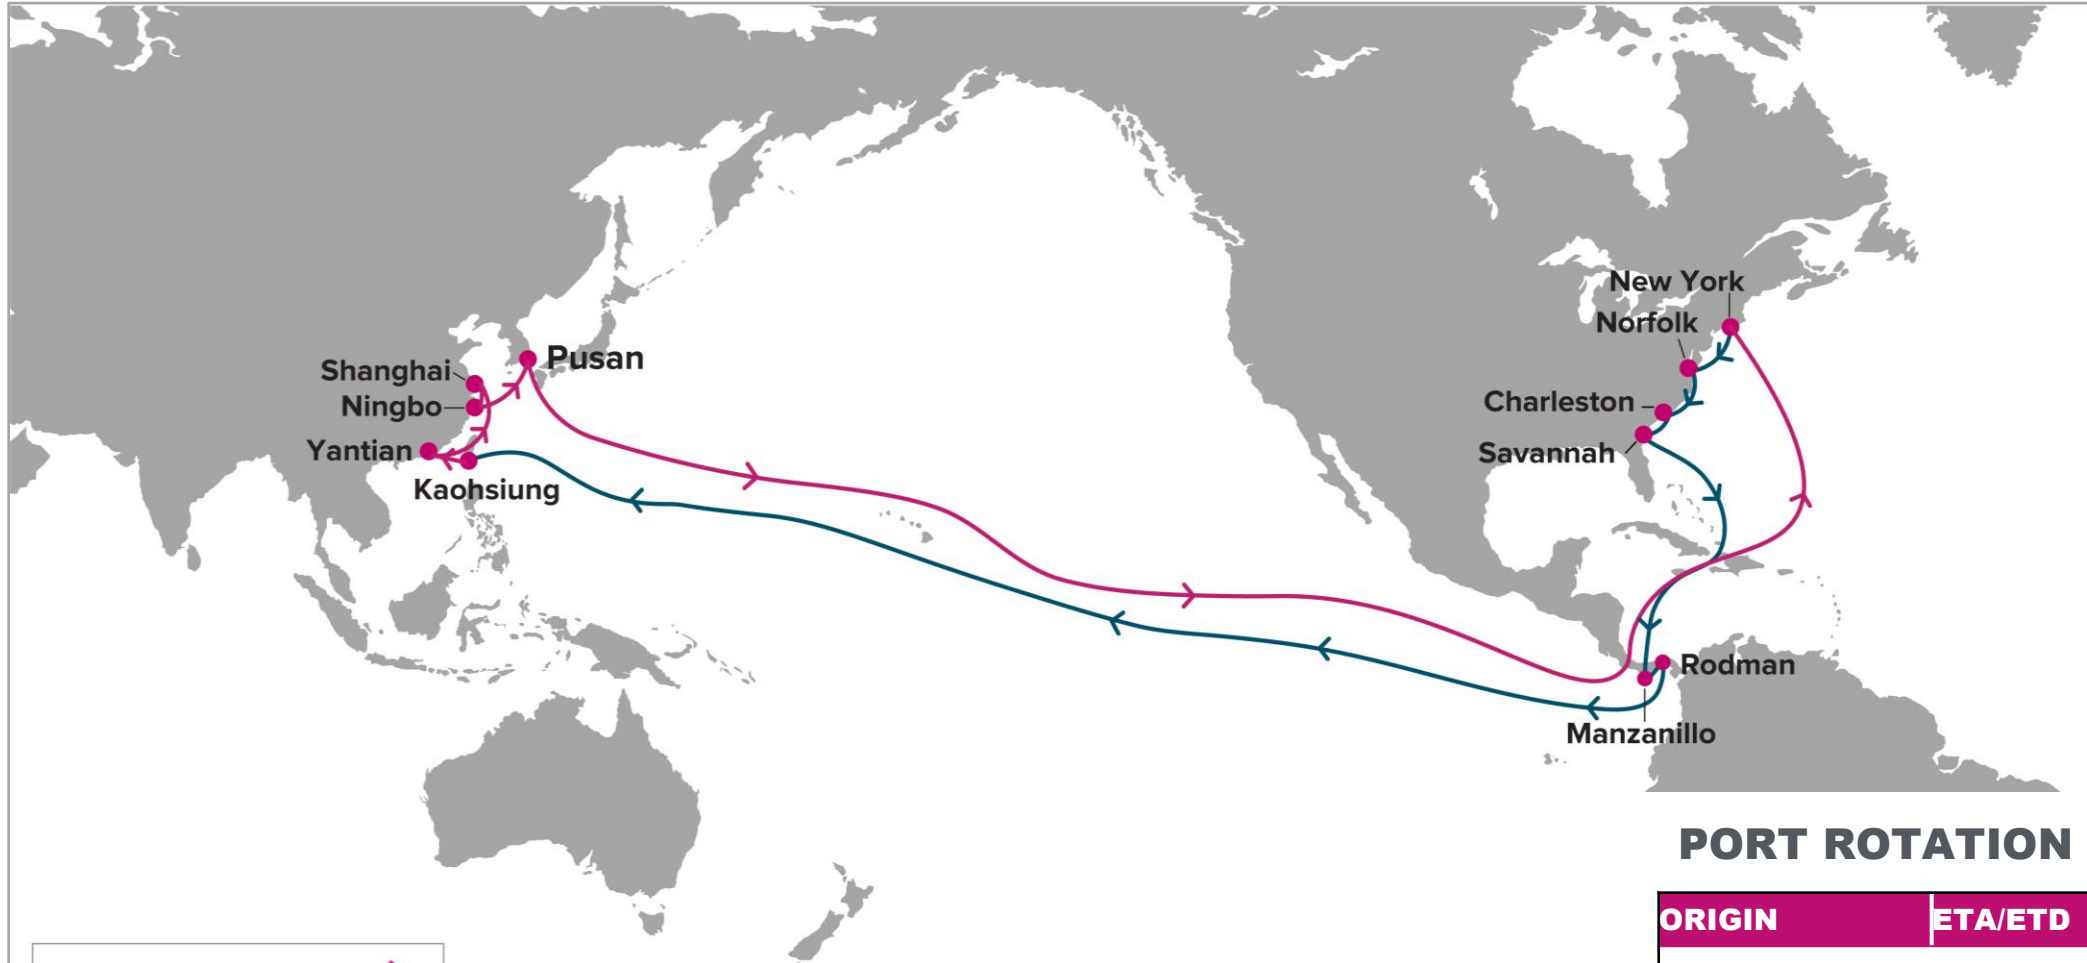 New York
Norfolk
Pusan
Shanghai
Ningbo
Charleston
Yantian
Savannah
Kaohsiung
Rodman
Manzanillo
PORT ROTATION
ORIGIN ETA/ETD